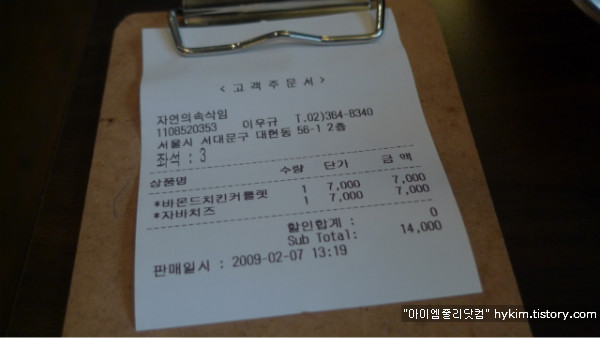 < 고 객 주 문 서 >
자연의속삭임
1108520353 이우규 T.02)364-8340
서울시 서대문구 대현동 56-1 2층
좌석 : 3
상품명 수량 단가 금 액
*바몬드치킨커틀렛 1 7,000 7,000
*자바치즈 1 7,000 7,000
할인합계 : 0
Sub Total: 14,000
판매일시 : 2009-02-07 13:19
"아이엠쫄리닷컴" hykim.tistory.com